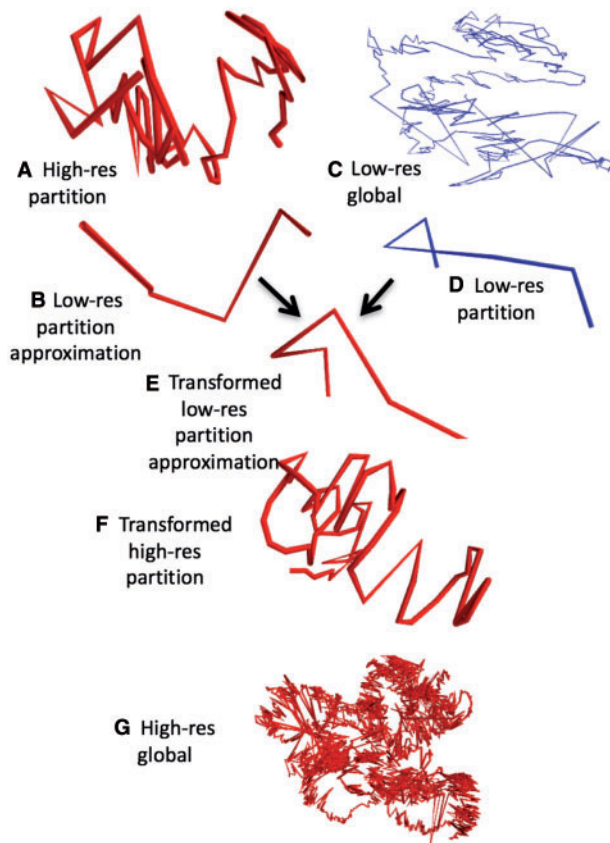 A High-res
partition
C Low-res
global
B Low-res
partition
approximation
D Low-res
partition
E Transformed
low-res
partition
approximation
F Transformed
high-res
partition
G High-res
global